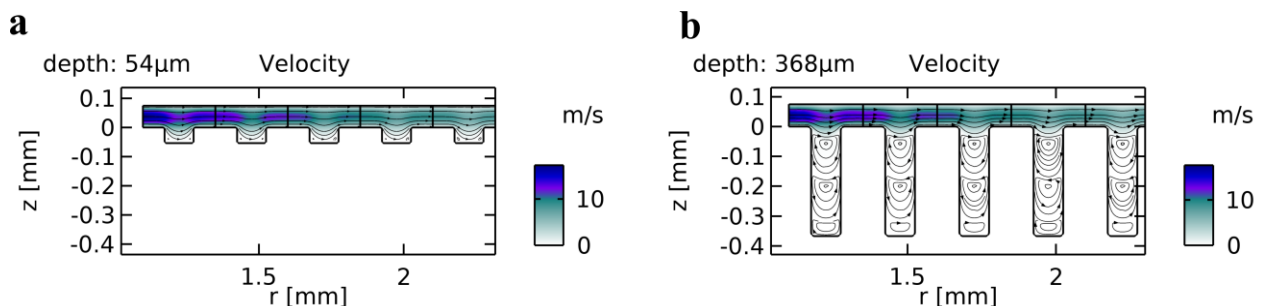 a
depth: 54μm Velocity
z [mm]
0.1
0
-0.1
-0.2
-0.3
-0.4
1.5
2
r [mm]
m/s
10
0
b
depth: 368μm Velocity
z [mm]
0.1
0
-0.1
-0.2
-0.3
-0.4
1.5
2
r [mm]
m/s
10
0